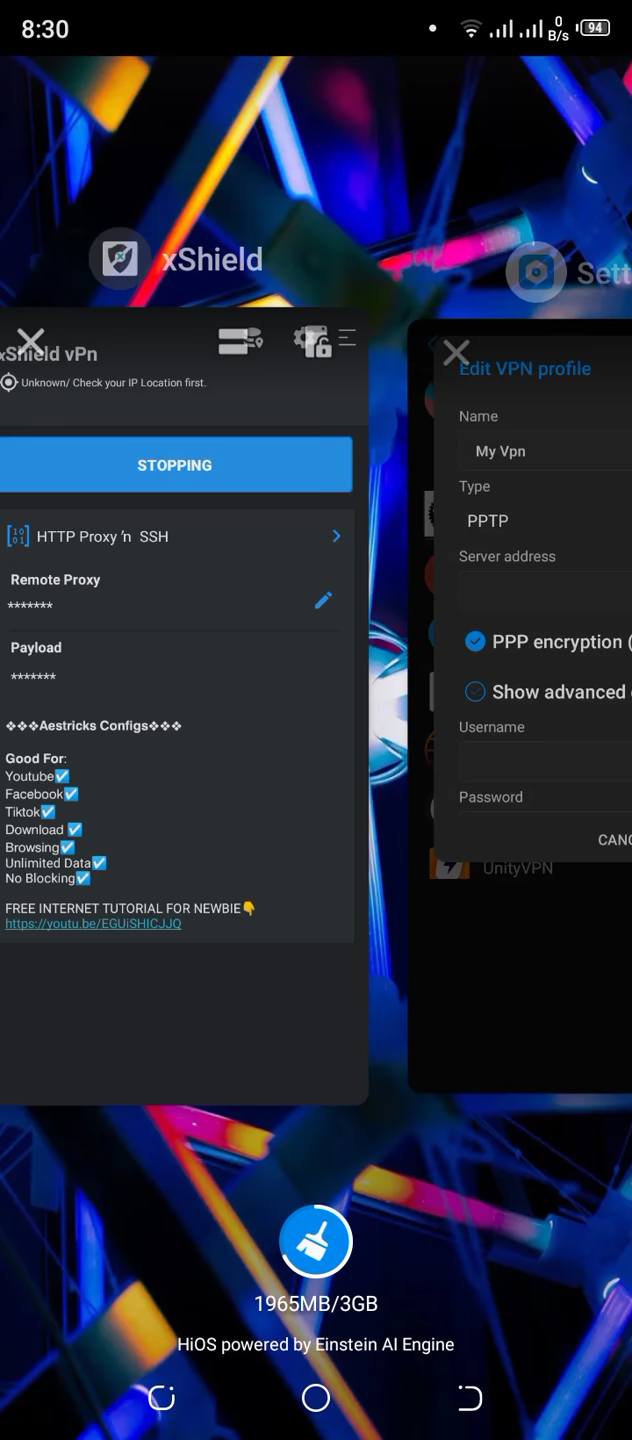 8:30
0
B/s
94
xShield
Sett
xShield vPn
Unknown/ Check your IP Location first.
STOPPING
HTTP Proxy 'n SSH
Remote Proxy
*******
Payload
*******
❖❖❖Aestricks Configs❖❖❖
Good For:
Youtube☑
Facebook☑
Tiktok☑
Download ☑
Browsing☑
Unlimited Data☑
No Blocking☑
FREE INTERNET TUTORIAL FOR NEWBIE👇
https://youtu.be/EGUiSHICJJQ
Edit VPN profile
Name
My Vpn
Type
PPTP
Server address
PPP encryption (
Show advanced
Username
Password
CANC
UnityVPN
1965MB/3GB
HiOS powered by Einstein AI Engine